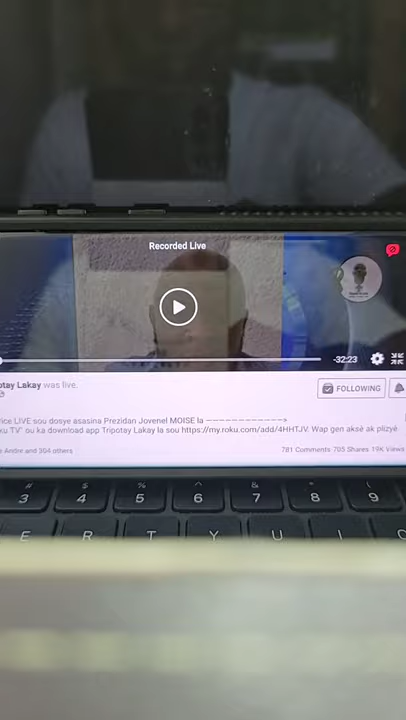 Recorded Live
-32:23
otay Lakay was live.
FOLLOWING
ice LIVE sou dosye asasina Prezidan Jovenel MOISE la ——————————>
ku TV" ou ka download app Tripotay Lakay la sou https://my.roku.com/add/4HHTJV. Wap gen aksè ak plizyè
Andre and 304 others
781 Comments 705 Shares 19K Views
# $ % ^ & * (
3 4 5 6 7 8 9
E R T Y U I O